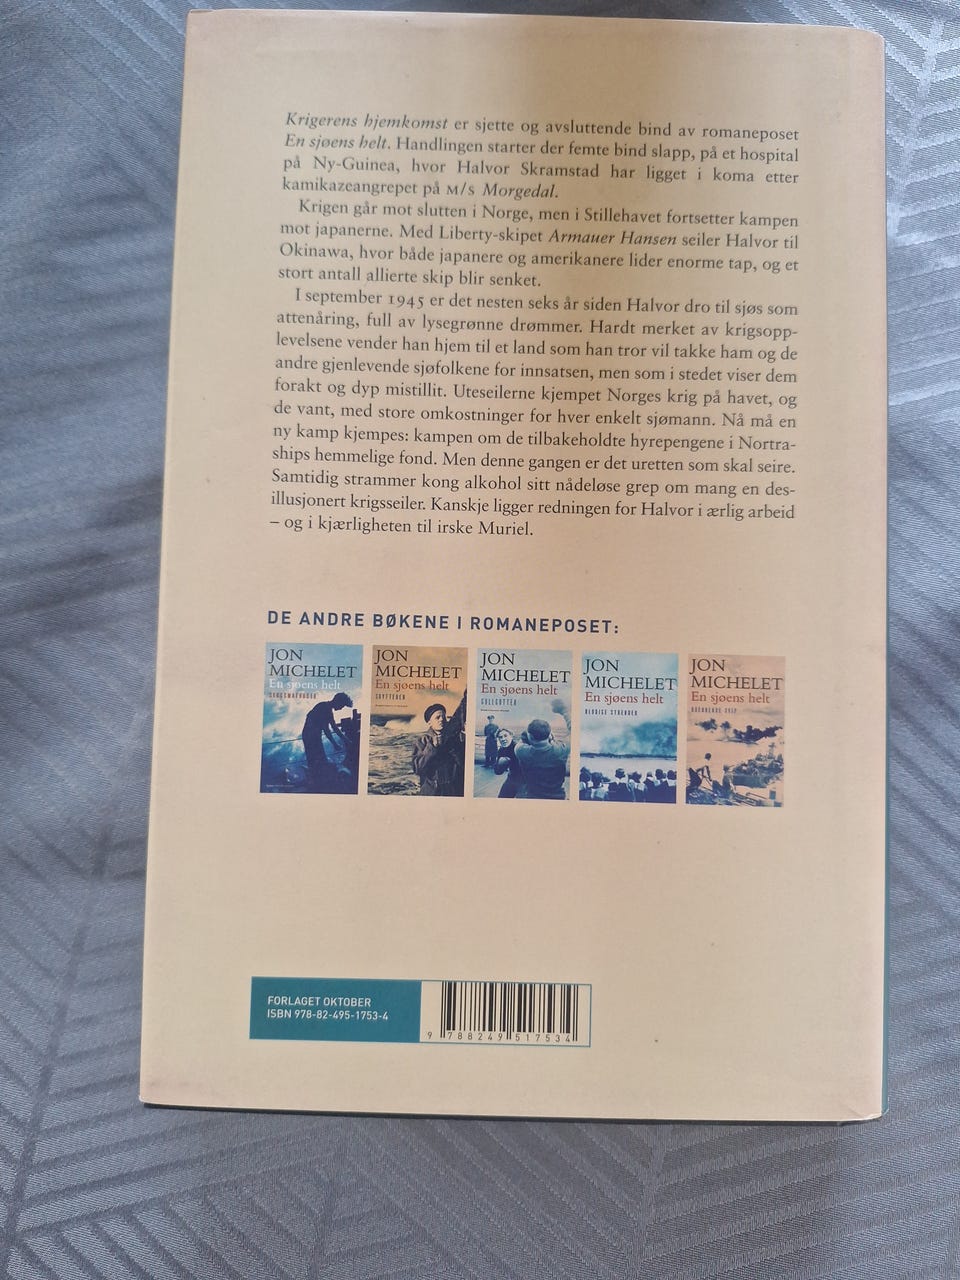 Krigerens hjemkomst er sjette og avsluttende bind av romaneposet
En sjøens helt. Handlingen starter der femte bind slapp, på et hospital
på Ny-Guinea, hvor Halvor Skramstad har ligget i koma etter
kamikazeangrepet på M/S Morgedal.
Krigen går mot slutten i Norge, men i Stillehavet fortsetter kampen
mot japanerne. Med Liberty-skipet Armauer Hansen seiler Halvor til
Okinawa, hvor både japanere og amerikanere lider enorme tap, og et
stort antall allierte skip blir senket.
I september 1945 er det nesten seks år siden Halvor dro til sjøs som
attenåring, full av lysegrønne drømmer. Hardt merket av krigsopp-
levelsene vender han hjem til et land som han tror vil takke ham og de
andre gjenlevende sjøfolkene for innsatsen, men som i stedet viser dem
forakt og dyp mistillit. Uteseilerne kjempet Norges krig på havet, og
de vant, med store omkostninger for hver enkelt sjømann. Nå må en
ny kamp kjempes: kampen om de tilbakeholdte hyrepengene i Nortra-
ships hemmelige fond. Men denne gangen er det uretten som skal seire.
Samtidig strammer kong alkohol sitt nådeløse grep om mang en des-
illusjonert krigsseiler. Kanskje ligger redningen for Halvor i ærlig arbeid
– og i kjærligheten til irske Muriel.
DE ANDRE BØKENE I ROMANEPOSET:
JON
MICHELET
En sjøens helt
SKOGSMATROSEN
JON
MICHELET
En sjøens helt
SKYTTEREN
JON
MICHELET
En sjøens helt
GULLGUTTEN
JON
MICHELET
En sjøens helt
BLODIGE STRENDER
JON
MICHELET
En sjøens helt
BRENNENDE SKIP
FORLAGET OKTOBER
ISBN 978-82-495-1753-4
9 788249 517534